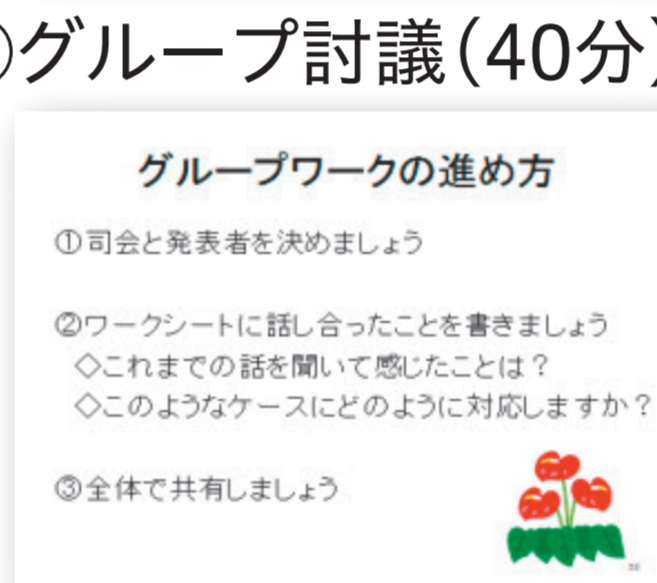 グループ討議(40分)
グループワークの進め方
①司会と発表者を決めましょう
②ワークシートに話し合ったことを書きましょう
◇これまでの話を聞いて感じたことは?
◇このようなケースにどのように対応しますか?
③全体で共有しましょう